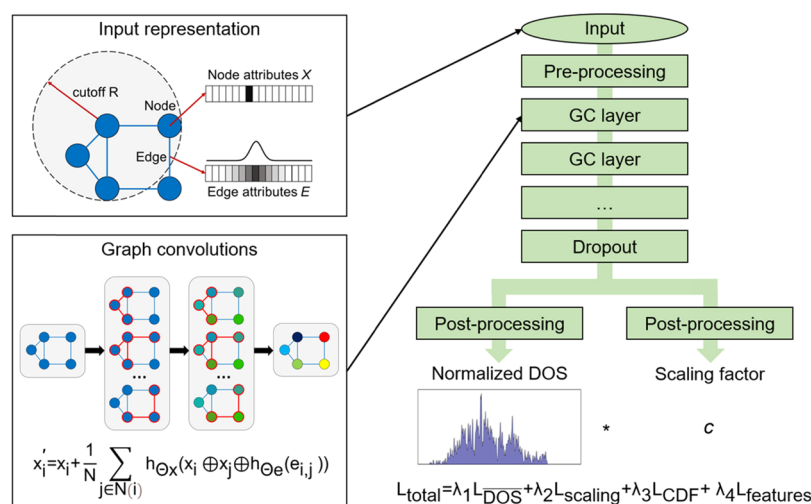 Input representation
Node attributes X
cutoff R
Node
Edge
Edge attributes E
Graph convolutions
...
...
x′i=xi+1/N ∑j∈N(i) hΘx(xi⊕xj⊕hΘe(ei,j))
Input
Pre-processing
GC layer
GC layer
...
Dropout
Post-processing
Post-processing
Normalized DOS
Scaling factor
*
c
Ltotal=λ1LD̅O̅S̅+λ2Lscaling+λ3LCDF+ λ4Lfeatures